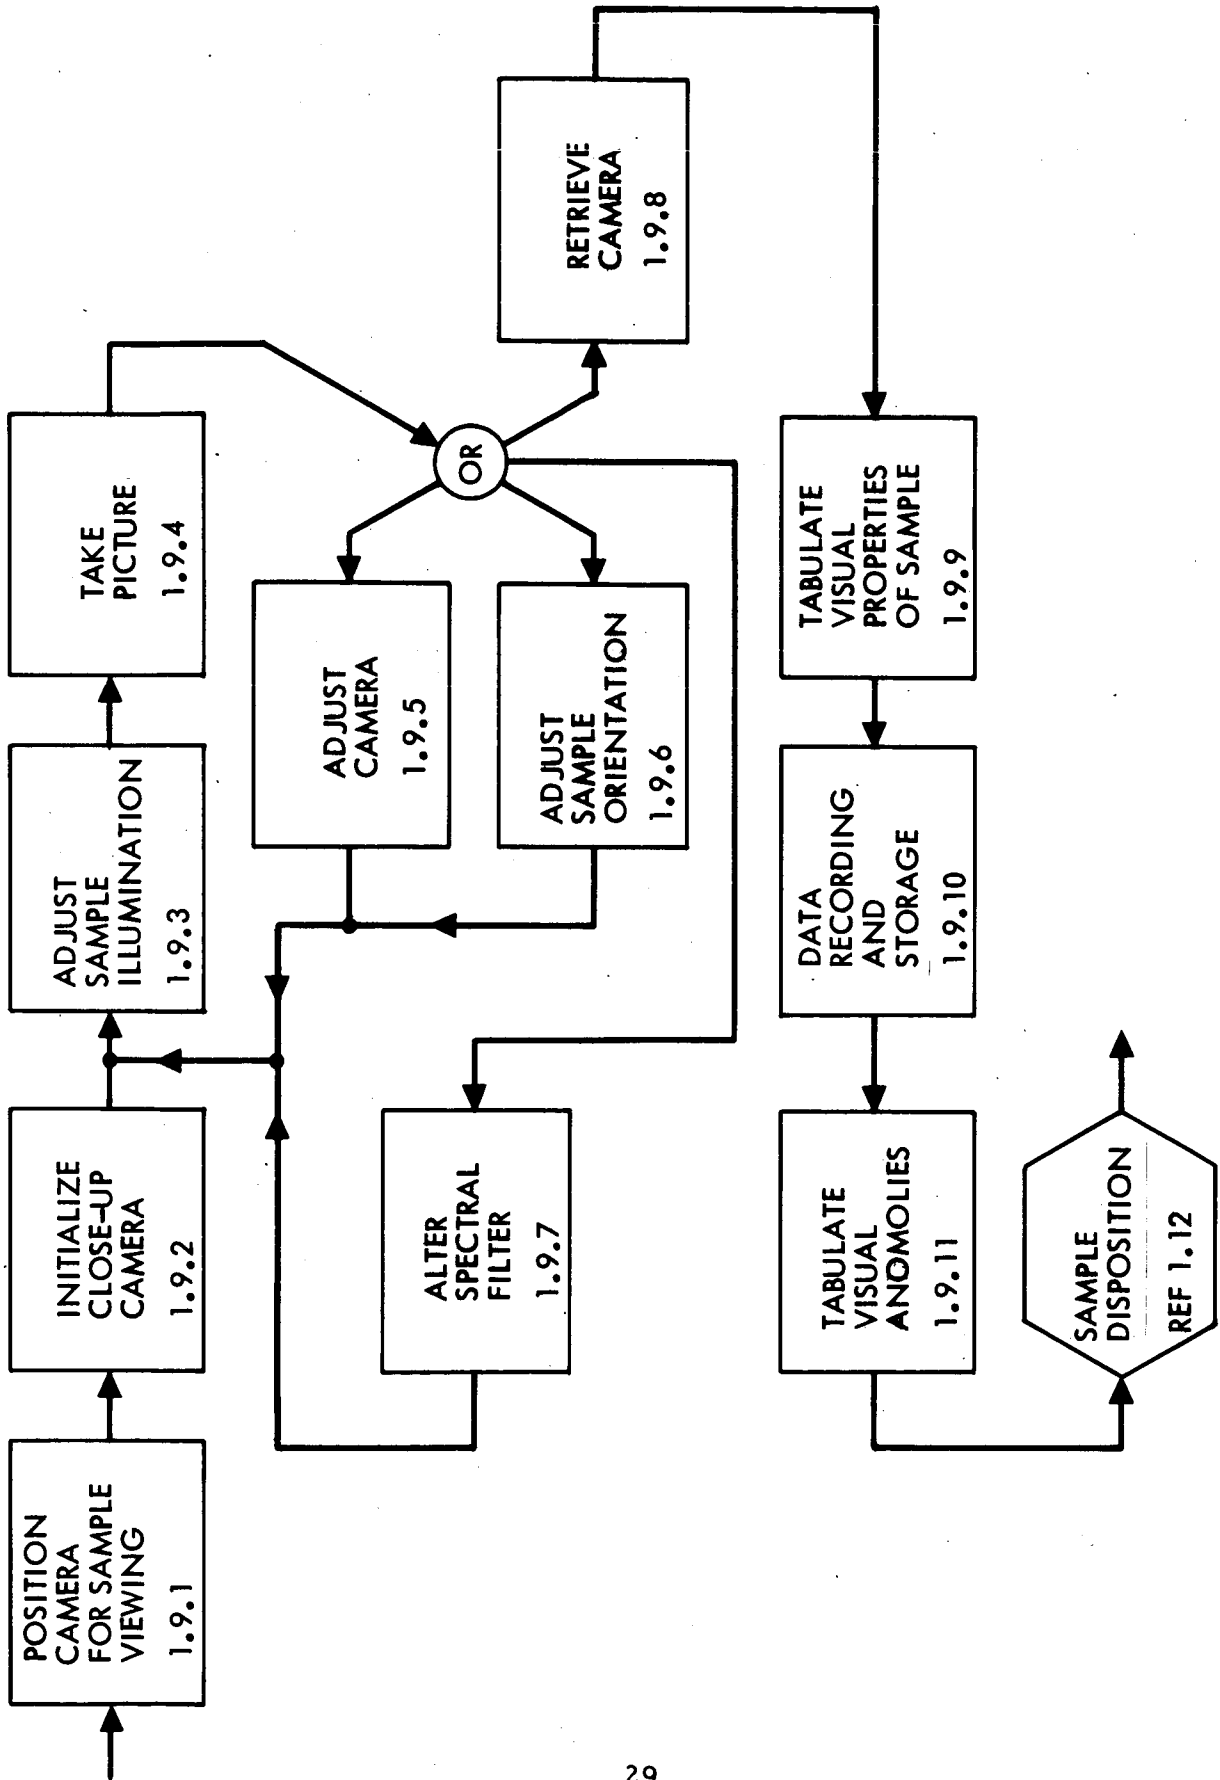 POSITION
CAMERA
FOR SAMPLE
VIEWING
1.9.1
INITIALIZE
CLOSE-UP
CAMERA
1.9.2
ADJUST
SAMPLE
ILLUMINATION
1.9.3
TAKE
PICTURE
1.9.4
OR
ADJUST
CAMERA
1.9.5
ADJUST
SAMPLE
ORIENTATION
1.9.6
ALTER
SPECTRAL
FILTER
1.9.7
RETRIEVE
CAMERA
1.9.8
TABULATE
VISUAL
PROPERTIES
OF SAMPLE
1.9.9
DATA
RECORDING
AND
STORAGE
1.9.10
TABULATE
VISUAL
ANOMOLIES
1.9.11
SAMPLE
DISPOSITION
REF 1.12
29